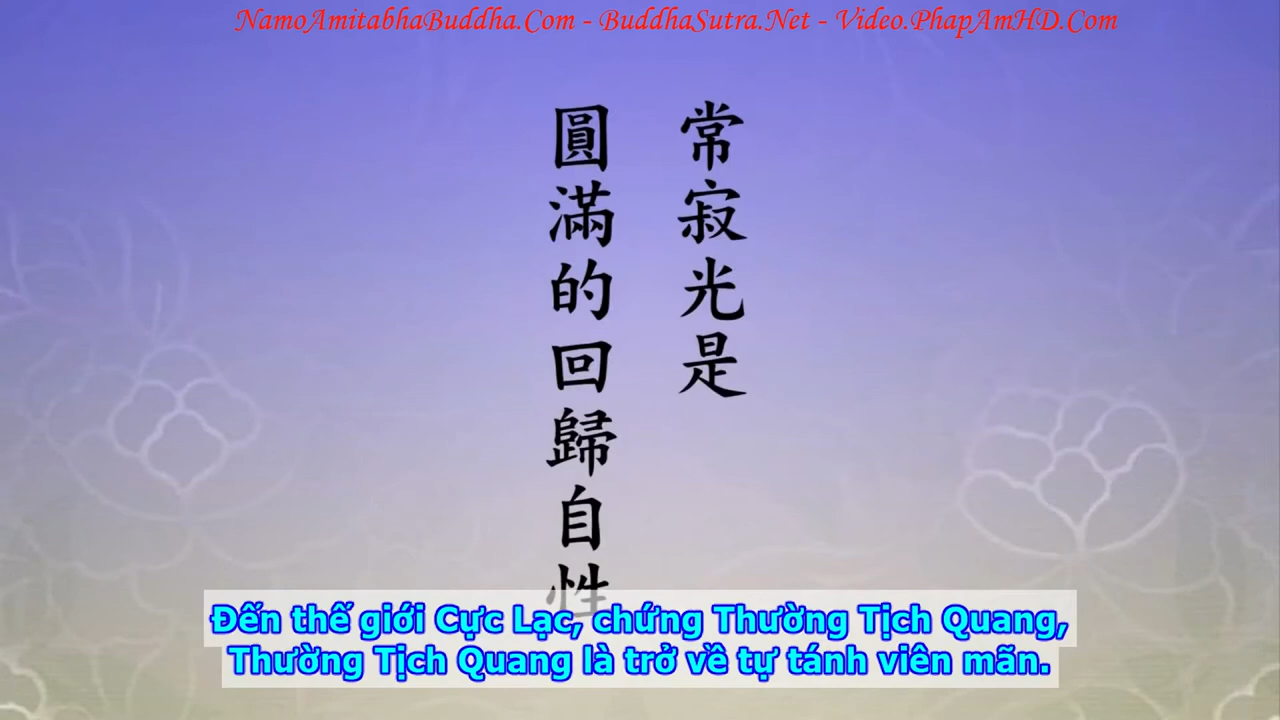 NamoAmitabhaBuddha.Com - BuddhaSutra.Net - Video.PhapAmHD.Com
常寂光是
圓滿的回歸自性
Đến thế giới Cực Lạc, chứng Thường Tịch Quang,
Thường Tịch Quang là trở về tự tánh viên mãn.